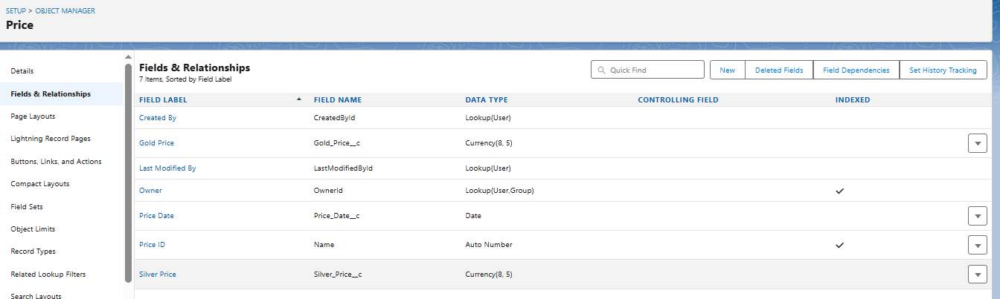 SETUP > OBJECT MANAGER
Price
Details
Fields & Relationships
Page Layouts
Lightning Record Pages
Buttons, Links, and Actions
Compact Layouts
Field Sets
Object Limits
Record Types
Related Lookup Filters
Search Layouts
Fields & Relationships
7 Items, Sorted by Field Label
Quick Find
New
Deleted Fields
Field Dependencies
Set History Tracking
FIELD LABEL FIELD NAME DATA TYPE CONTROLLING FIELD INDEXED
Created By CreatedById Lookup(User)
Gold Price Gold_Price__c Currency(8, 5)
Last Modified By LastModifiedById Lookup(User)
Owner OwnerId Lookup(User,Group)
Price Date Price_Date__c Date
Price ID Name Auto Number
Silver Price Silver_Price__c Currency(8, 5)